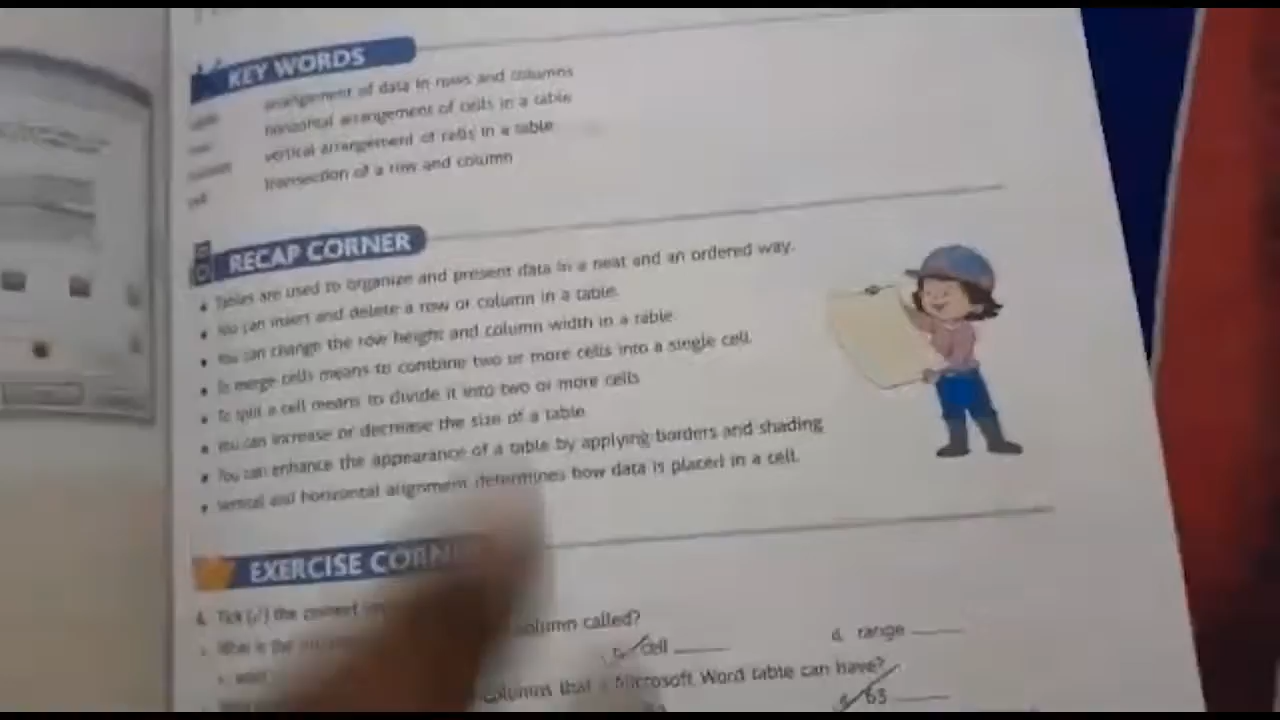 KEY WORDS
arrangement of data in rows and columns
horizontal arrangement of cells in a table
vertical arrangement of cells in a table
cell intersection of a row and column
RECAP CORNER
• Tables are used to organize and present data in a neat and an ordered way.
• You can insert and delete a row or column in a table.
• You can change the row height and column width in a table.
• To merge cells means to combine two or more cells into a single cell.
• To split a cell means to divide it into two or more cells
• You can increase or decrease the size of a table.
• You can enhance the appearance of a table by applying borders and shading
• Vertical and horizontal alignment determines how data is placed in a cell.
EXERCISE CORN
Tick (✓) the correct
What is the column called?
cell d. range
columns that a Microsoft Word table can have?
63